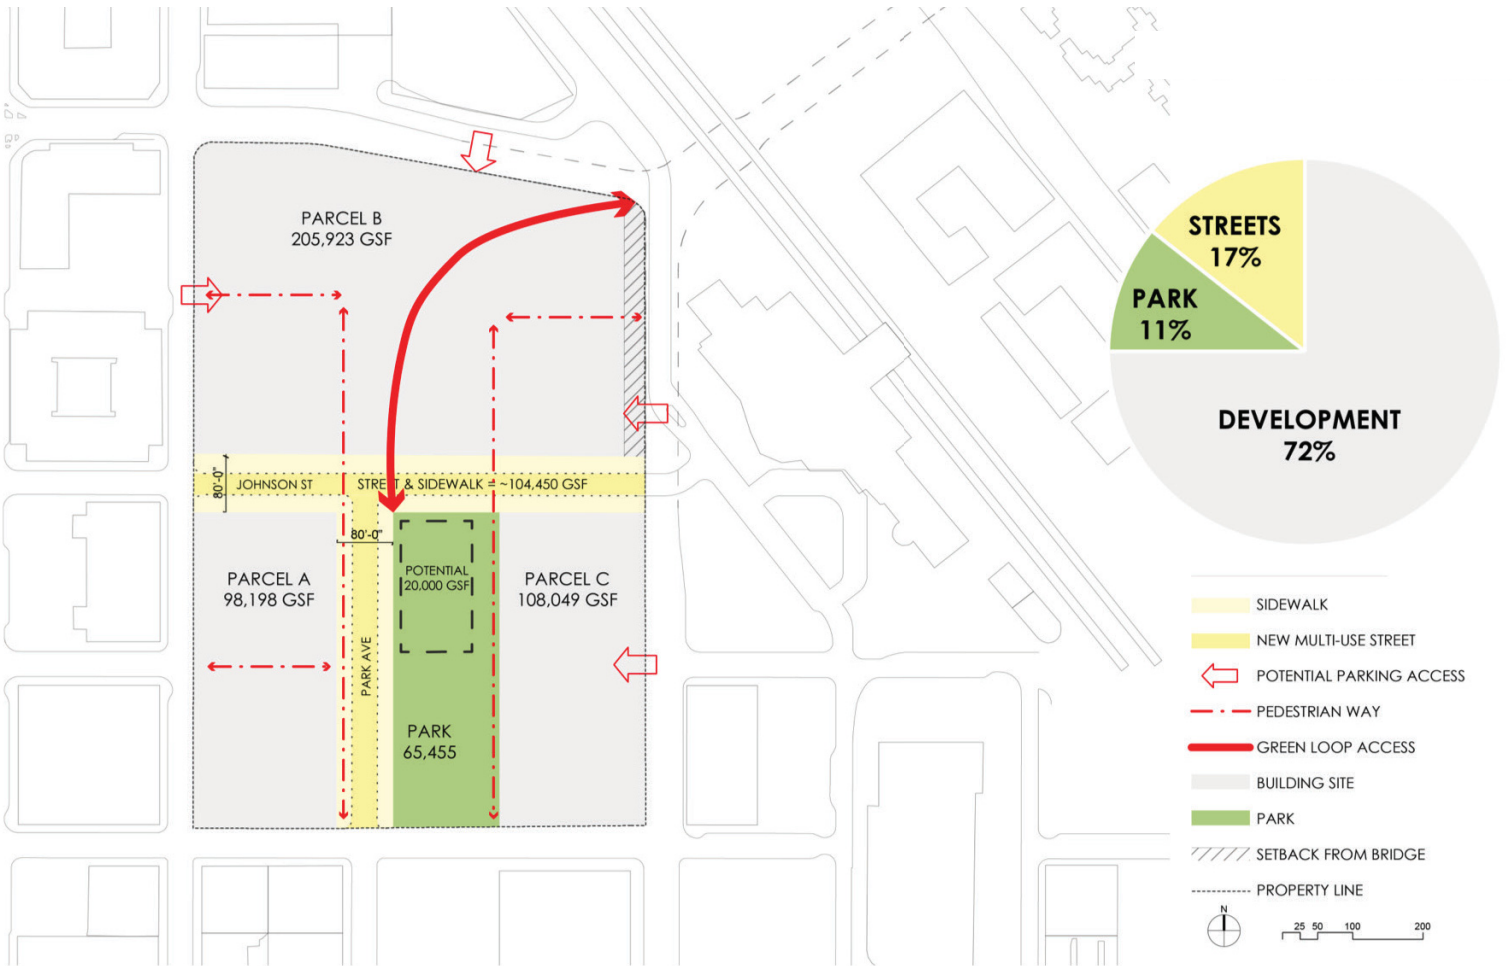 PARCEL B
205,923 GSF
80'-0"
JOHNSON ST
STREET & SIDEWALK = ~104,450 GSF
80'-0"
PARCEL A
98,198 GSF
POTENTIAL
20,000 GSF
PARCEL C
108,049 GSF
PARK AVE
PARK
65,455
STREETS
17%
PARK
11%
DEVELOPMENT
72%
SIDEWALK
NEW MULTI-USE STREET
POTENTIAL PARKING ACCESS
PEDESTRIAN WAY
GREEN LOOP ACCESS
BUILDING SITE
PARK
SETBACK FROM BRIDGE
PROPERTY LINE
N
25 50 100 200